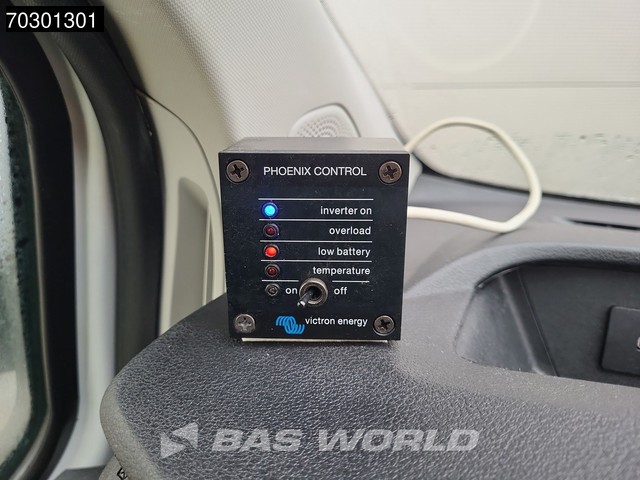 70301301
PHOENIX CONTROL
inverter on
overload
low battery
temperature
on off
victron energy
BAS WORLD